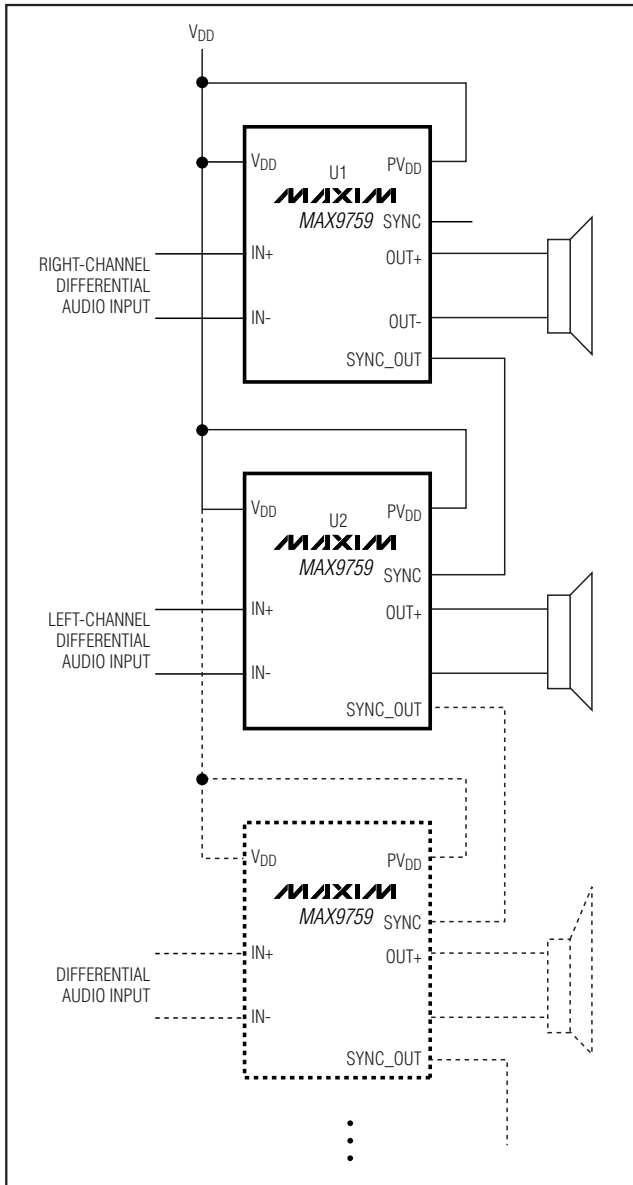 VDD
VDD
U1
PVDD
MAXIM
MAX9759
SYNC
RIGHT-CHANNEL
DIFFERENTIAL
AUDIO INPUT
IN+
OUT+
IN-
OUT-
SYNC_OUT
VDD
U2
PVDD
MAXIM
MAX9759
SYNC
LEFT-CHANNEL
DIFFERENTIAL
AUDIO INPUT
IN+
OUT+
IN-
SYNC_OUT
VDD
PVDD
MAXIM
MAX9759
SYNC
DIFFERENTIAL
AUDIO INPUT
IN+
OUT+
IN-
SYNC_OUT